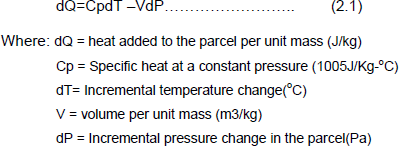 dQ=CpdT –VdP…………………….. (2.1)
Where: dQ = heat added to the parcel per unit mass (J/kg)
Cp = Specific heat at a constant pressure (1005J/Kg-°C)
dT= Incremental temperature change(°C)
V = volume per unit mass (m3/kg)
dP = Incremental pressure change in the parcel(Pa)